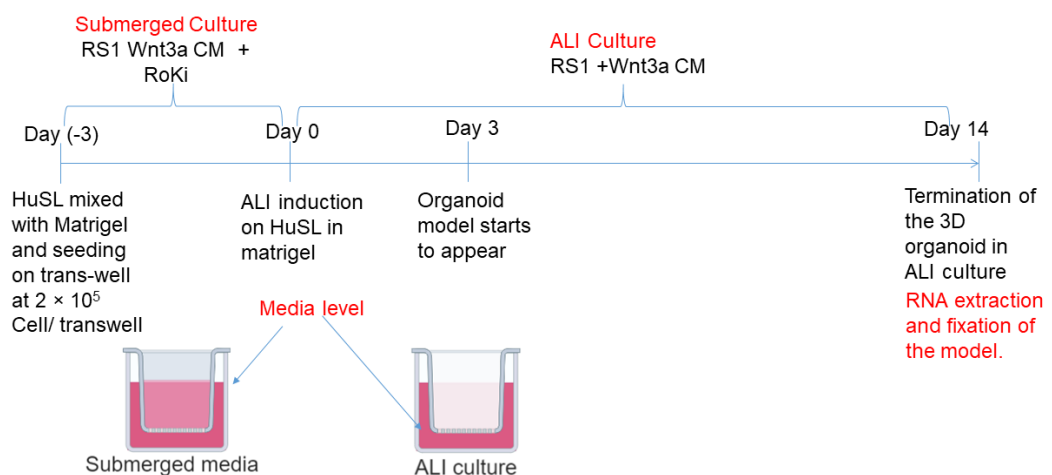 Submerged Culture
RS1 Wnt3a CM +
RoKi
ALI Culture
RS1 +Wnt3a CM
Day (-3)
Day 0
Day 3
Day 14
HuSL mixed
with Matrigel
and seeding
on trans-well
at 2 × 10⁵
Cell/ transwell
ALI induction
on HuSL in
matrigel
Organoid
model starts
to appear
Termination of
the 3D
organoid in
ALI culture
RNA extraction
and fixation of
the model.
Media level
Submerged media
ALI culture